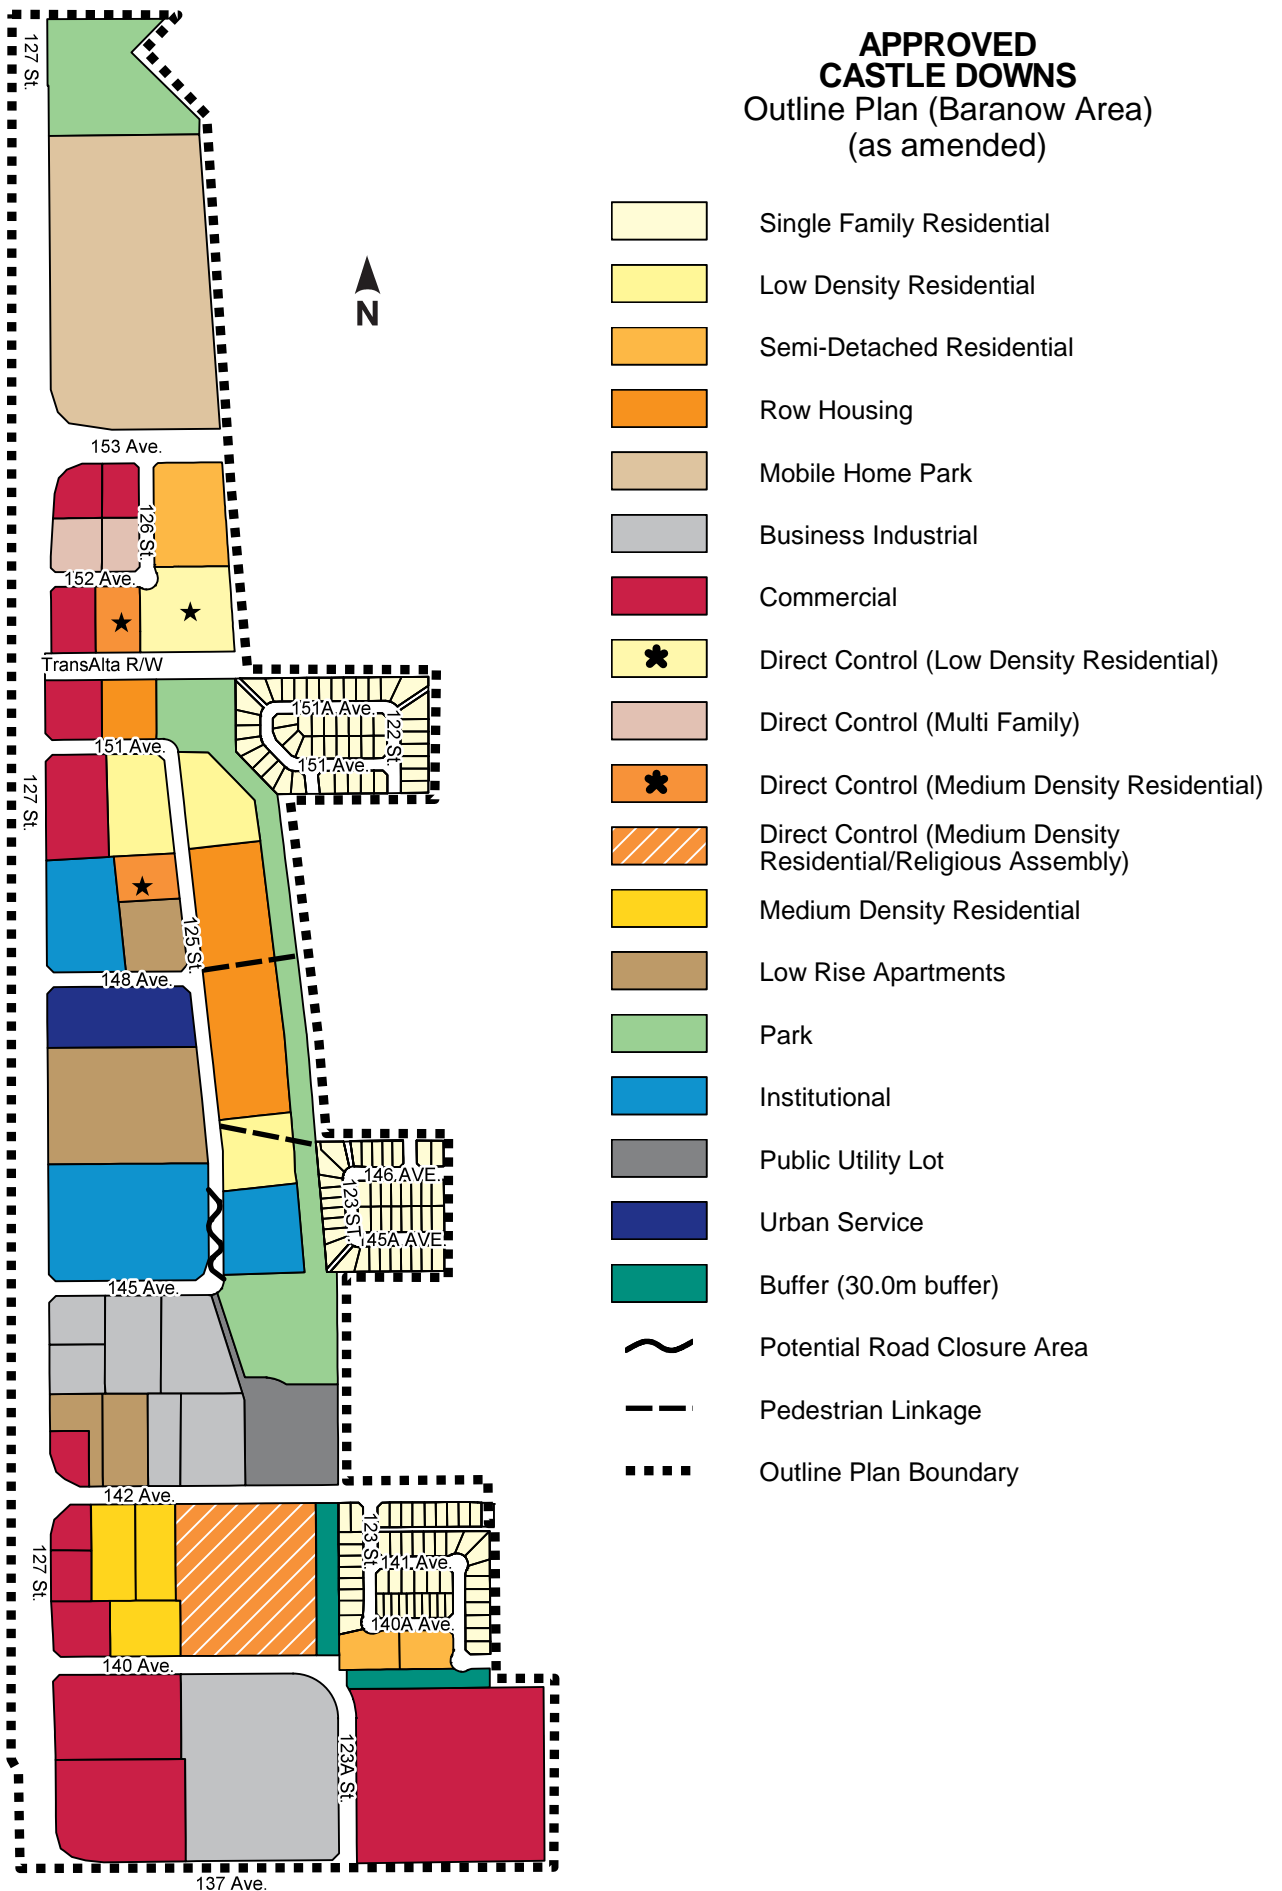 APPROVED
CASTLE DOWNS
Outline Plan (Baranow Area)
(as amended)
N
Single Family Residential
Low Density Residential
Semi-Detached Residential
Row Housing
Mobile Home Park
Business Industrial
Commercial
Direct Control (Low Density Residential)
Direct Control (Multi Family)
Direct Control (Medium Density Residential)
Direct Control (Medium Density
Residential/Religious Assembly)
Medium Density Residential
Low Rise Apartments
Park
Institutional
Public Utility Lot
Urban Service
Buffer (30.0m buffer)
Potential Road Closure Area
Pedestrian Linkage
Outline Plan Boundary
127 St.
153 Ave.
126 St.
152 Ave.
TransAlta R/W
151A Ave.
122 St.
151 Ave.
151 Ave.
127 St.
125 St.
148 Ave.
146 AVE.
123 ST.
145A AVE.
145 Ave.
142 Ave.
123 St.
127 St.
141 Ave.
140A Ave.
140 Ave.
123A St.
137 Ave.